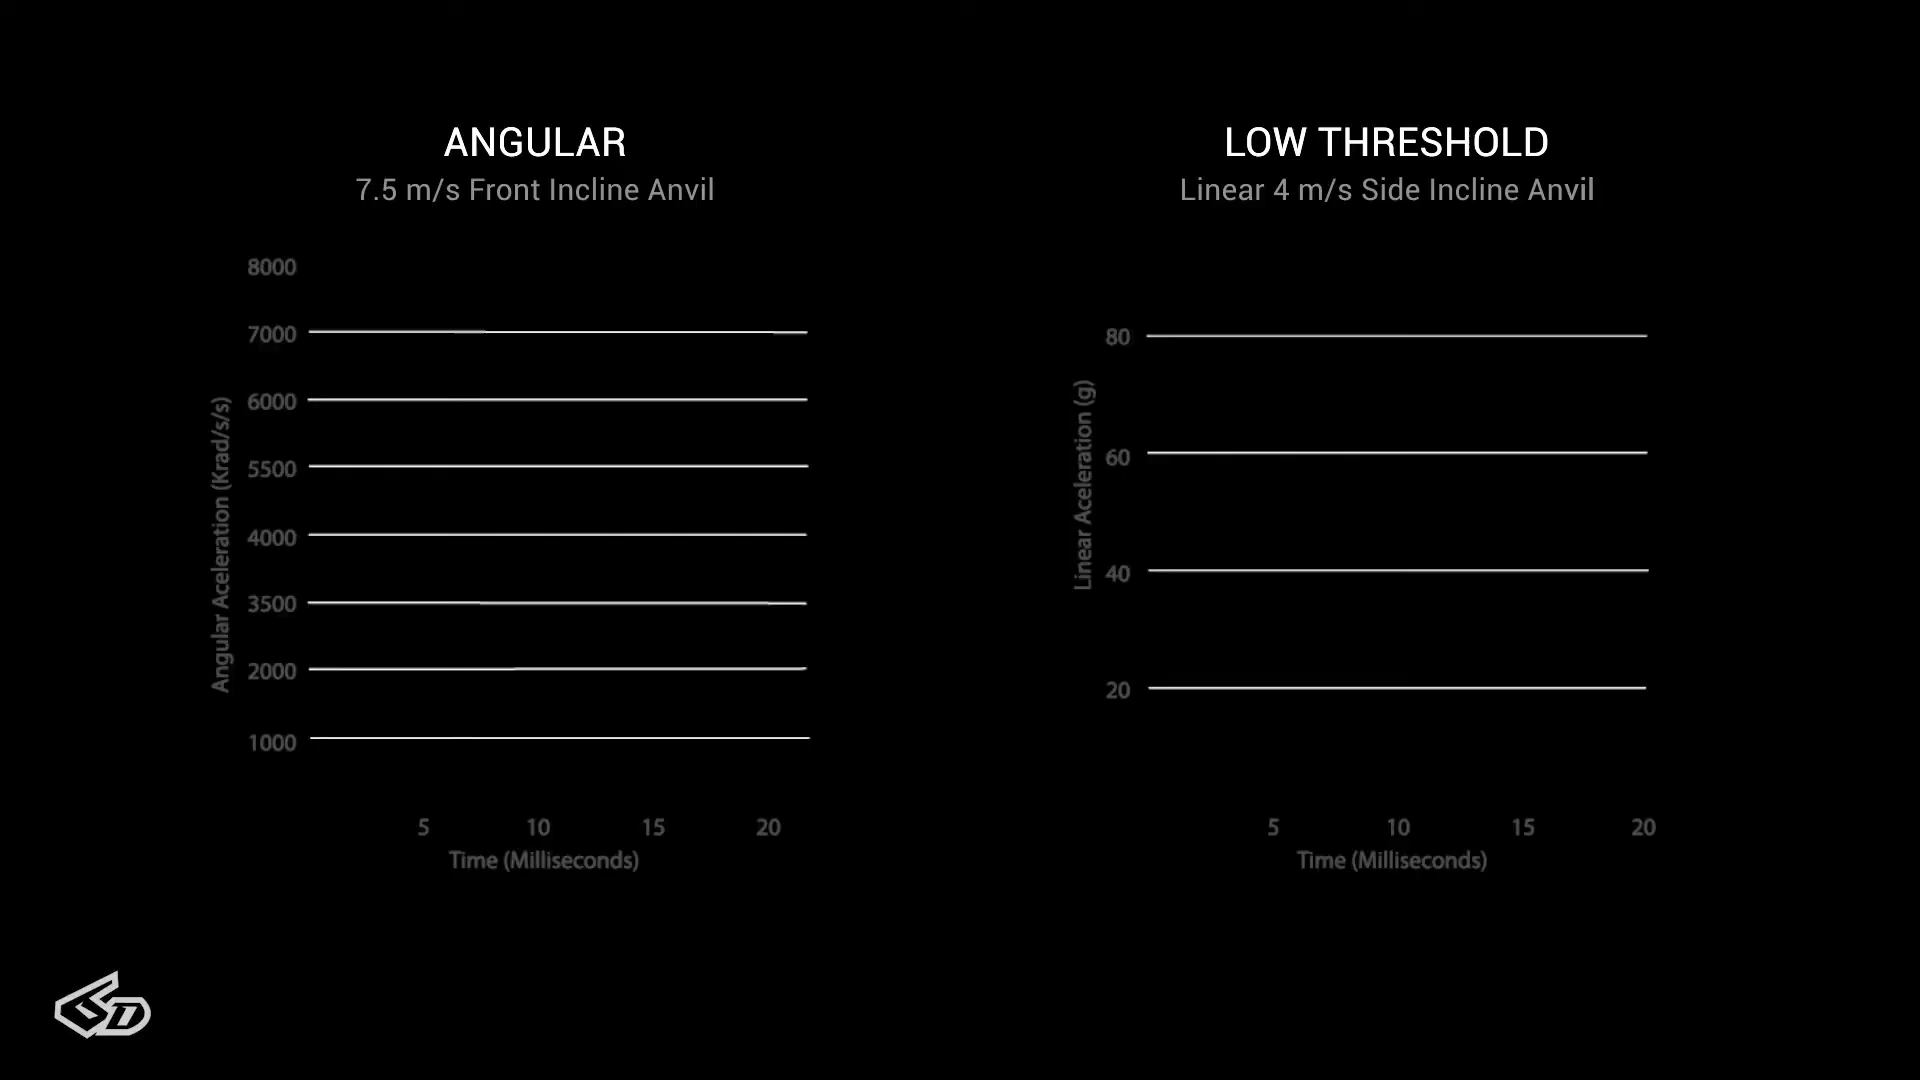 ANGULAR
7.5 m/s Front Incline Anvil
8000
7000
6000
5500
4000
3500
2000
1000
Angular Aceleration (Krad/s/s)
5 10 15 20
Time (Milliseconds)
LOW THRESHOLD
Linear 4 m/s Side Incline Anvil
80
60
40
20
Linear Aceleration (g)
5 10 15 20
Time (Milliseconds)
6D